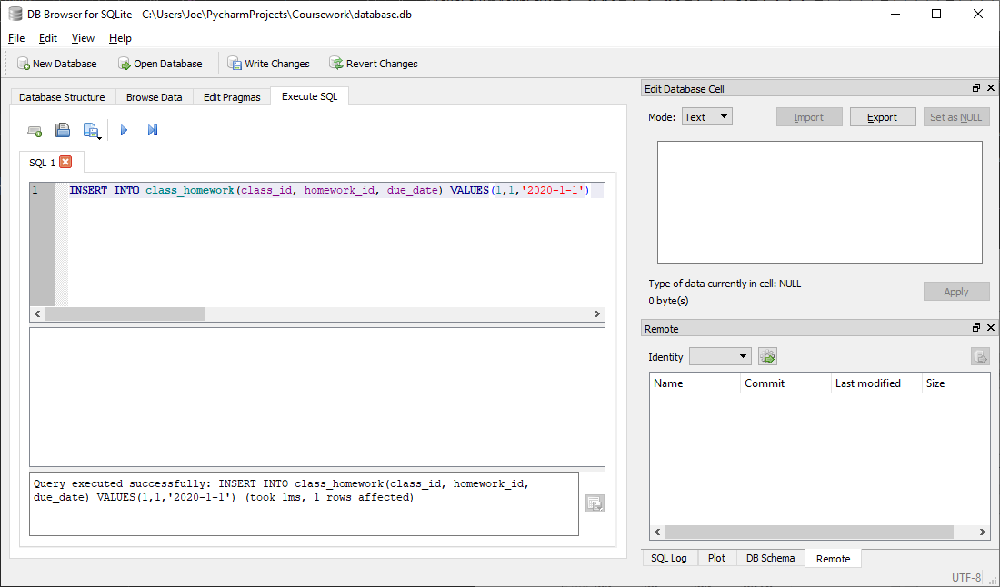 DB Browser for SQLite - C:\Users\Joe\PycharmProjects\Coursework\database.db
File Edit View Help
New Database Open Database Write Changes Revert Changes
Database Structure Browse Data Edit Pragmas Execute SQL
SQL 1
1 INSERT INTO class_homework(class_id, homework_id, due_date) VALUES(1,1,'2020-1-1')
Query executed successfully: INSERT INTO class_homework(class_id, homework_id,
due_date) VALUES(1,1,'2020-1-1') (took 1ms, 1 rows affected)
Edit Database Cell
Mode: Text Import Export Set as NULL
Type of data currently in cell: NULL
0 byte(s)
Apply
Remote
Identity
Name Commit Last modified Size
SQL Log Plot DB Schema Remote
UTF-8